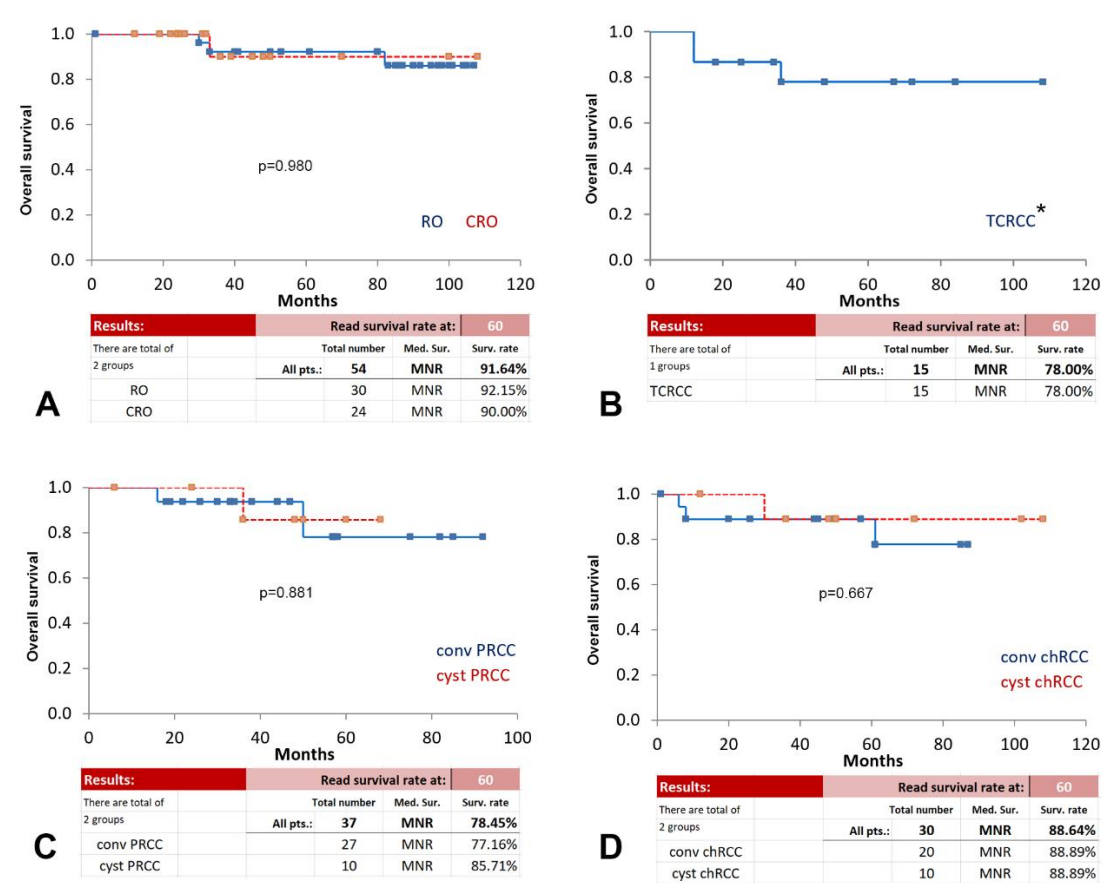 1.0
0.8
0.6
0.4
0.2
0.0
Overall survival
p=0.980
RO CRO
0 20 40 60 80 100 120
Months
Results: Read survival rate at: 60
There are total of Total number Med. Sur. Surv. rate
2 groups All pts.: 54 MNR 91.64%
RO 30 MNR 92.15%
CRO 24 MNR 90.00%
A
1.0
0.8
0.6
0.4
0.2
0.0
Overall survival
TCRCC*
0 20 40 60 80 100 120
Months
Results: Read survival rate at: 60
There are total of Total number Med. Sur. Surv. rate
1 groups All pts.: 15 MNR 78.00%
TCRCC 15 MNR 78.00%
B
1.0
0.8
0.6
0.4
0.2
0.0
Overall survival
p=0.881
conv PRCC
cyst PRCC
0 20 40 60 80 100
Months
Results: Read survival rate at: 60
There are total of Total number Med. Sur. Surv. rate
2 groups All pts.: 37 MNR 78.45%
conv PRCC 27 MNR 77.16%
cyst PRCC 10 MNR 85.71%
C
1.0
0.8
0.6
0.4
0.2
0.0
Overall survival
p=0.667
conv chRCC
cyst chRCC
0 20 40 60 80 100 120
Months
Results: Read survival rate at: 60
There are total of Total number Med. Sur. Surv. rate
2 groups All pts.: 30 MNR 88.64%
conv chRCC 20 MNR 88.89%
cyst chRCC 10 MNR 88.89%
D